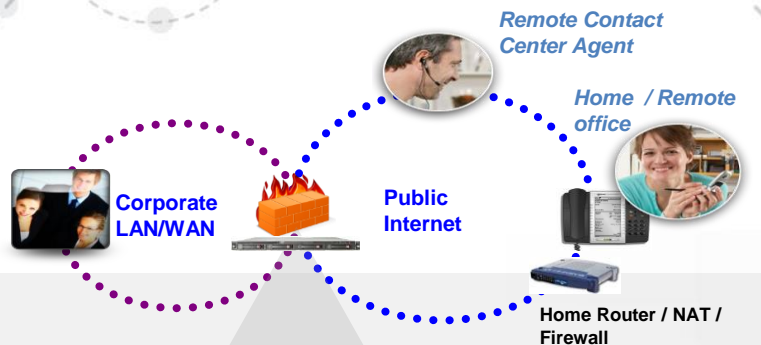 Remote Contact
Center Agent
Home / Remote
office
Corporate
LAN/WAN
Public
Internet
Home Router / NAT /
Firewall